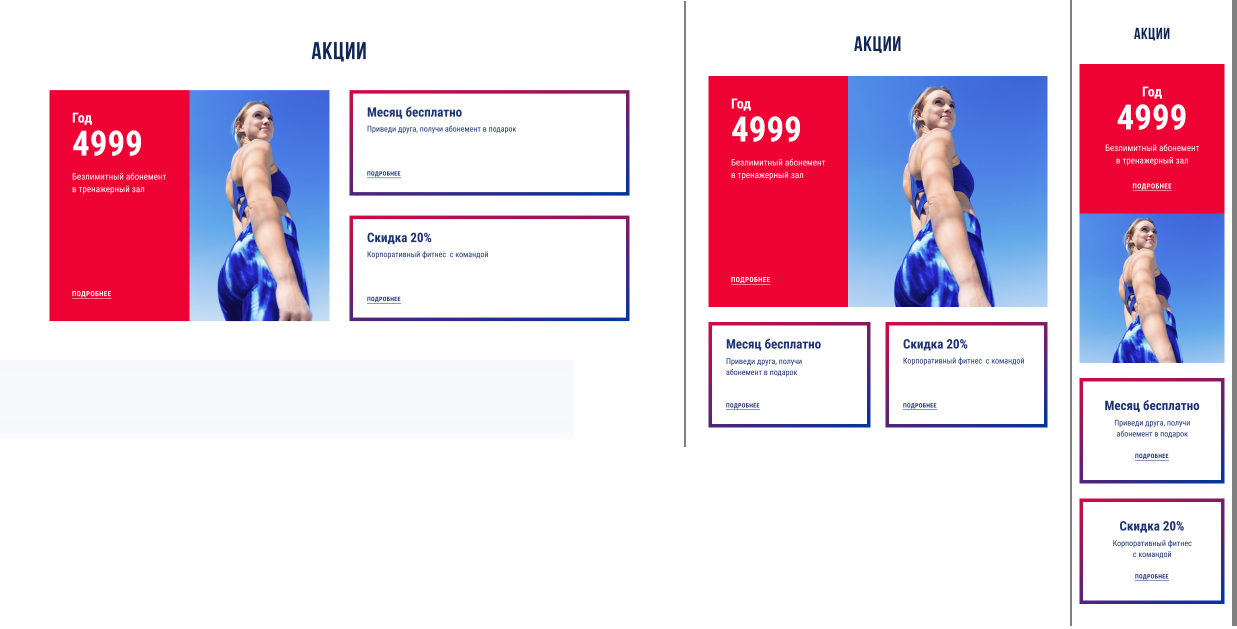 АКЦИИ
Год
4999
Безлимитный абонемент
в тренажерный зал
ПОДРОБНЕЕ
Месяц бесплатно
Приведи друга, получи абонемент в подарок
ПОДРОБНЕЕ
Скидка 20%
Корпоративный фитнес с командой
ПОДРОБНЕЕ
АКЦИИ
Год
4999
Безлимитный абонемент
в тренажерный зал
ПОДРОБНЕЕ
Месяц бесплатно
Приведи друга, получи
абонемент в подарок
ПОДРОБНЕЕ
Скидка 20%
Корпоративный фитнес с командой
ПОДРОБНЕЕ
АКЦИИ
Год
4999
Безлимитный абонемент
в тренажерный зал
ПОДРОБНЕЕ
Месяц бесплатно
Приведи друга, получи
абонемент в подарок
ПОДРОБНЕЕ
Скидка 20%
Корпоративный фитнес
с командой
ПОДРОБНЕЕ